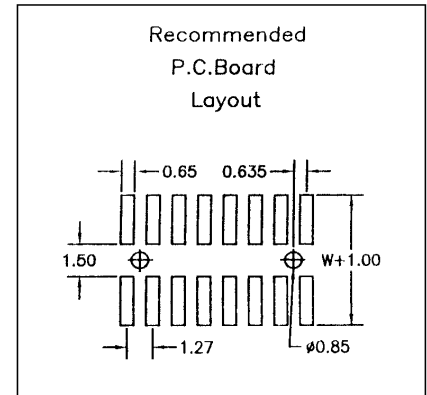 Recommended
P.C.Board
Layout
0.65 0.635
1.50 W+1.00
1.27 ø0.85